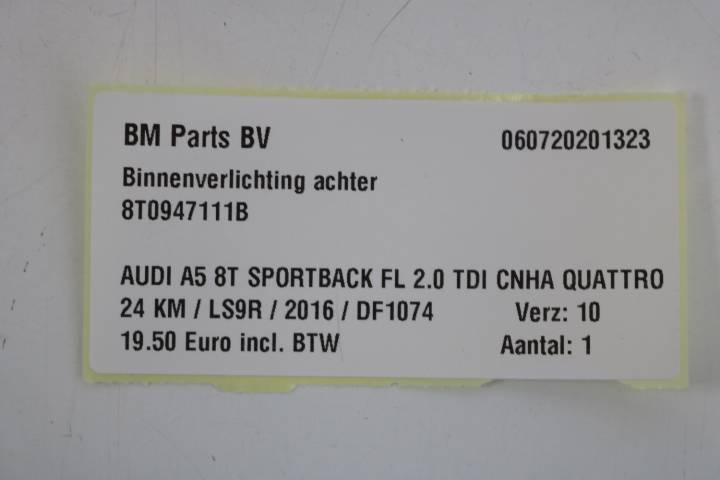 BM Parts BV 060720201323
Binnenverlichting achter
8T0947111B
AUDI A5 8T SPORTBACK FL 2.0 TDI CNHA QUATTRO
24 KM / LS9R / 2016 / DF1074 Verz: 10
19.50 Euro incl. BTW Aantal: 1